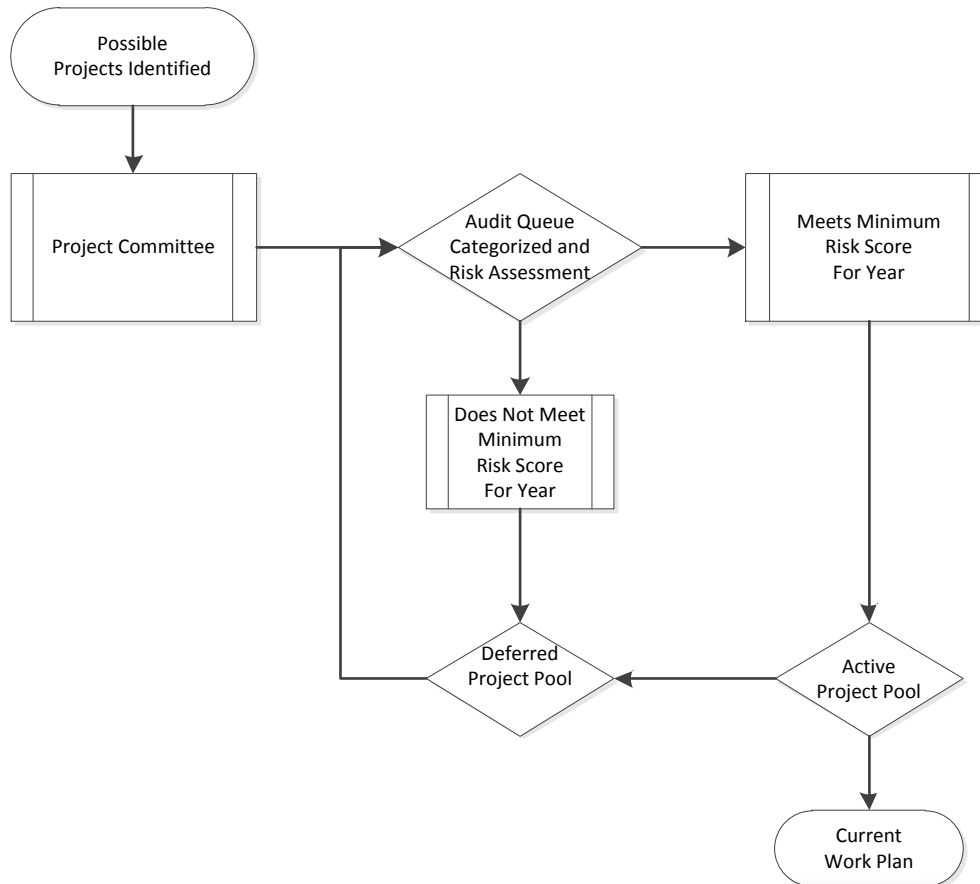 Possible
Projects Identified
Project Committee
Audit Queue
Categorized and
Risk Assessment
Meets Minimum
Risk Score
For Year
Does Not Meet
Minimum
Risk Score
For Year
Deferred
Project Pool
Active
Project Pool
Current
Work Plan